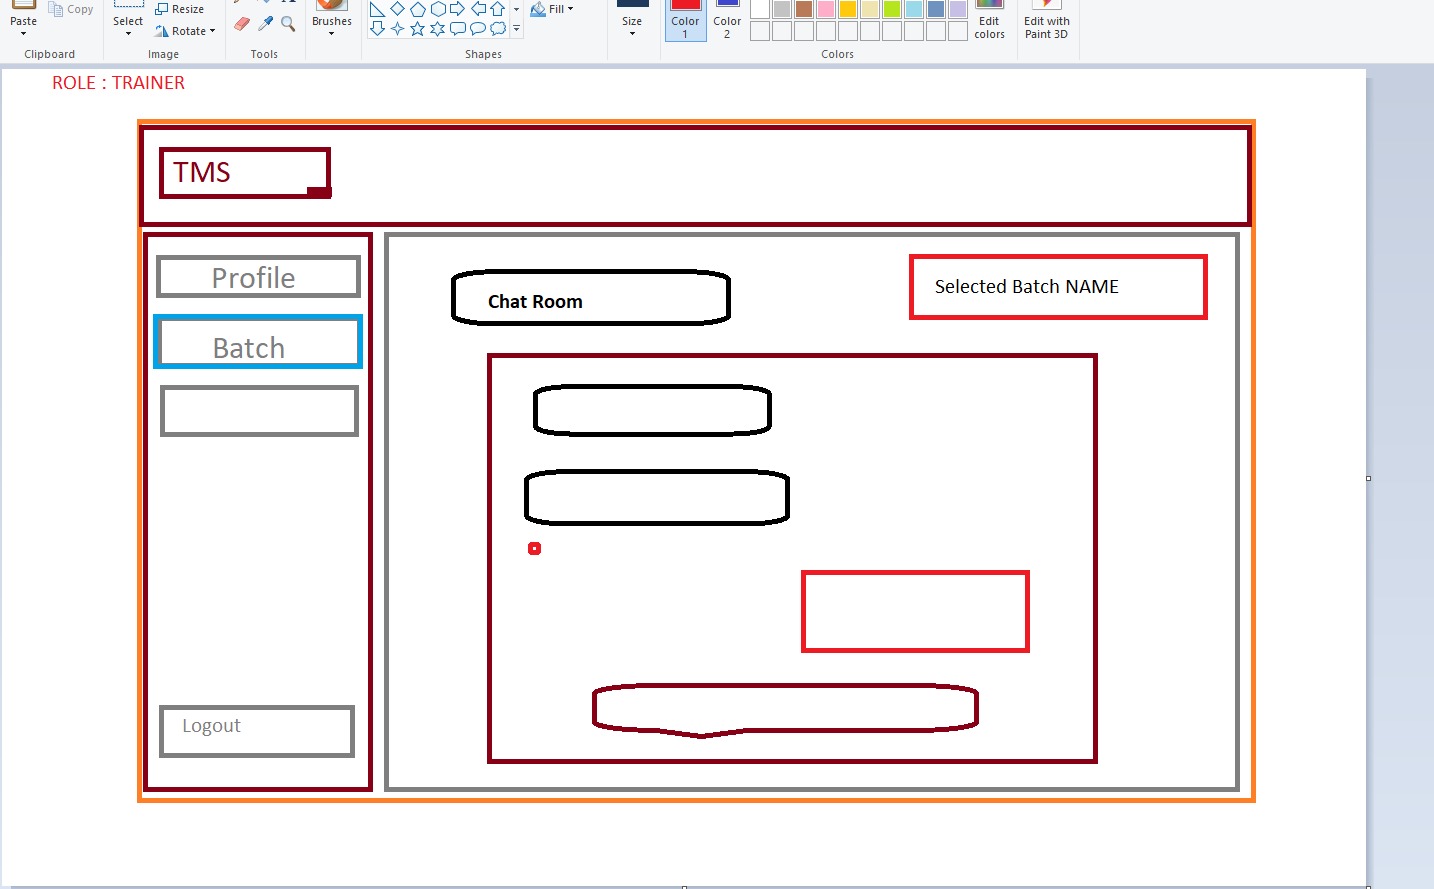 Paste
Copy
Clipboard
Select
Resize
Rotate
Image
Tools
Brushes
Fill
Shapes
Size
Color
1
Color
2
Edit
colors
Edit with
Paint 3D
Colors
ROLE : TRAINER
TMS
Profile
Batch
Logout
Chat Room
Selected Batch NAME